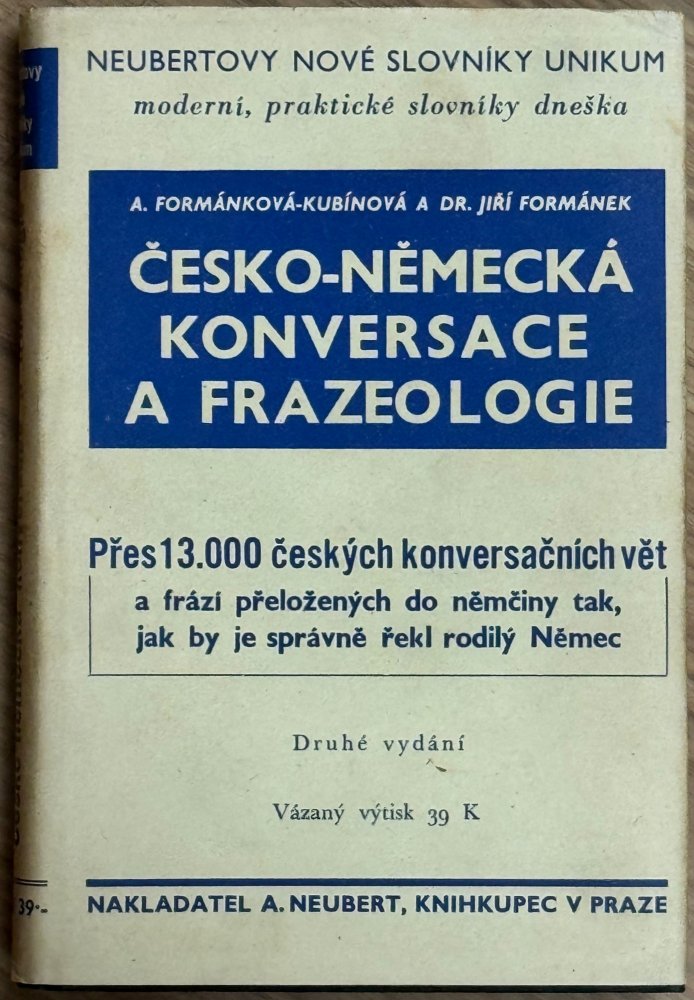 NEUBERTOVY NOVÉ SLOVNÍKY UNIKUM
moderní, praktické slovníky dneška
A. FORMÁNKOVÁ-KUBÍNOVÁ A DR. JIŘÍ FORMÁNEK
ČESKO-NĚMECKÁ
KONVERSACE
A FRAZEOLOGIE
Přes 13.000 českých konversačních vět
a frází přeložených do němčiny tak,
jak by je správně řekl rodilý Němec
Druhé vydání
Vázaný výtisk 39 K
NAKLADATEL A. NEUBERT, KNIHKUPEC V PRAZE
39·-